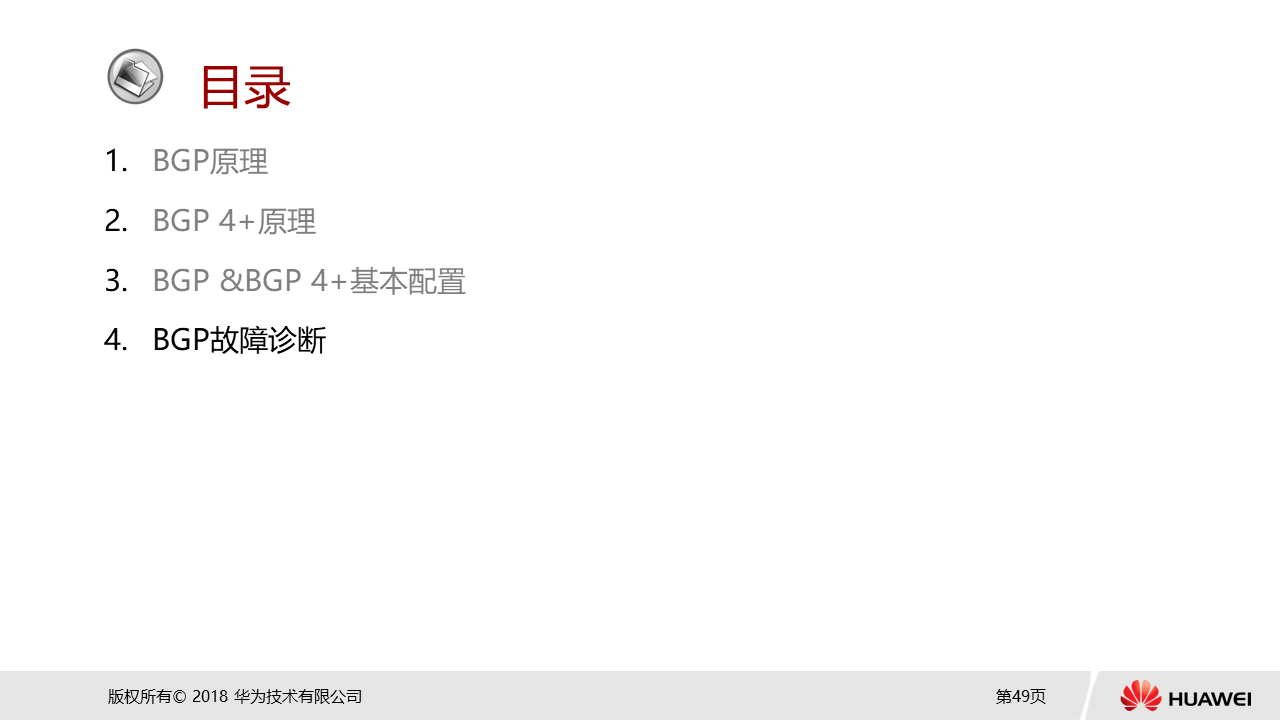 目录
1. BGP原理
2. BGP 4+原理
3. BGP &BGP 4+基本配置
4. BGP故障诊断
版权所有© 2018 华为技术有限公司
第49页
HUAWEI